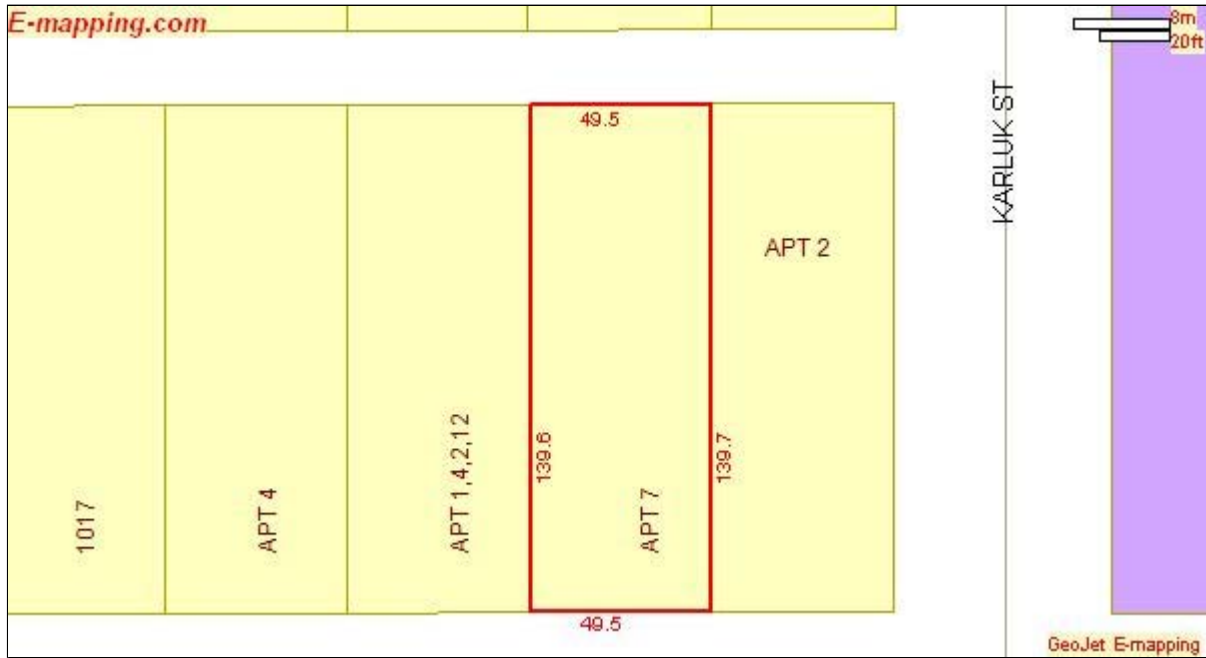 E-mapping.com
8m
20ft
49.5
KARLUK ST
APT 2
1017
APT 4
APT 1,4,2,12
139.6
APT 7
139.7
49.5
GeoJet E-mapping